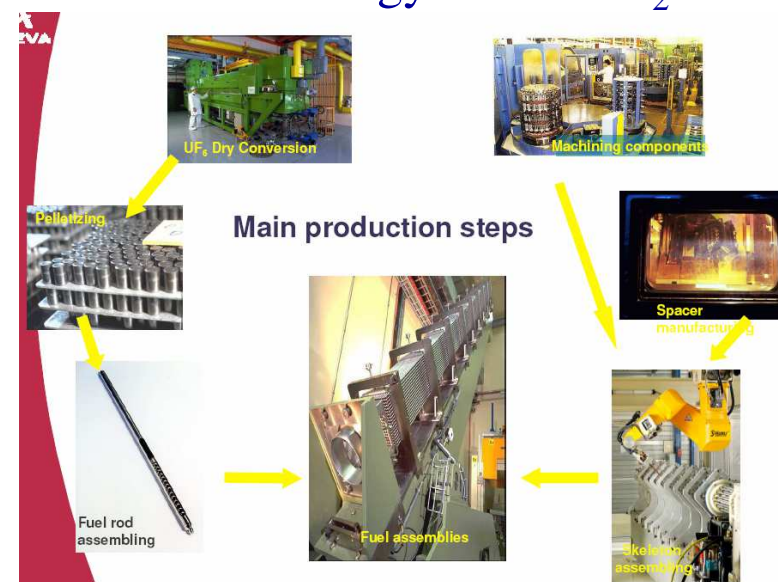 UF₆ Dry Conversion
Machining components
Pelletizing
Main production steps
Spacer
manufacturing
Fuel rod
assembling
Fuel assemblies
Skeleton
assembling